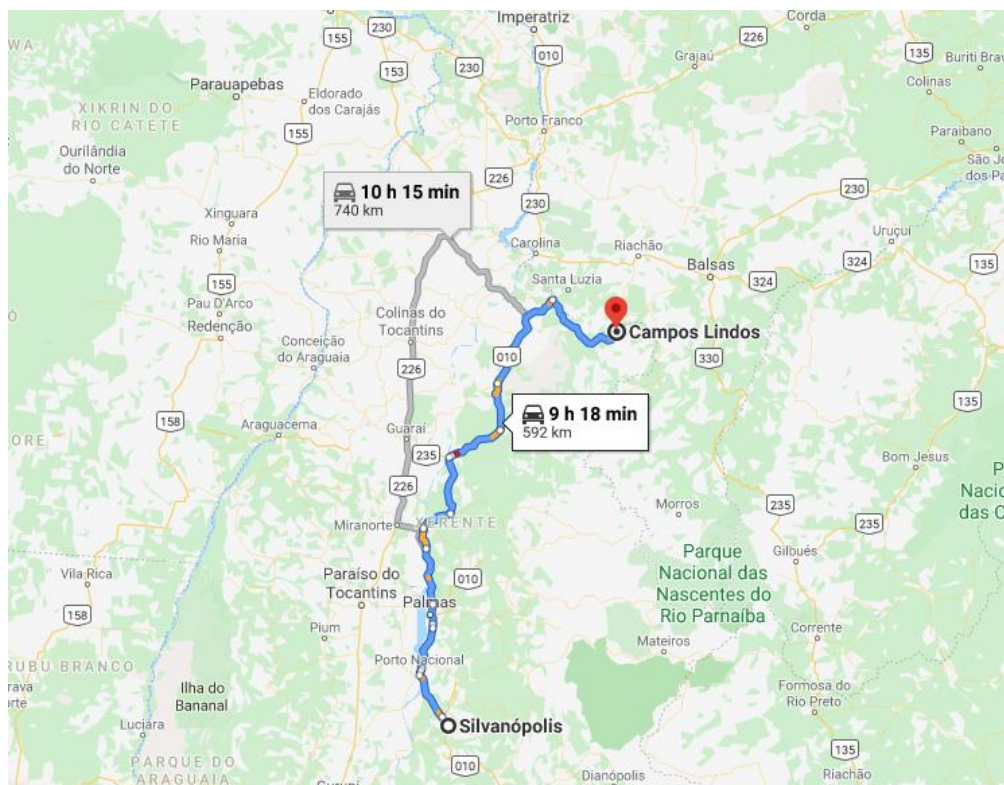 Imperatriz
Corda
230
155
226
135
010
WA
Grajaú
153
230
Buriti Brav
Parauapebas
Colinas
Eldorado
dos Carajás
XIKRIN DO
RIO CATETE
155
Porto Franco
Paraibano
155
Ourilândia
do Norte
São Jo
dos Pa
226
10 h 15 min
740 km
230
230
Xinguara
230
Uruçuí
Rio Maria
Carolina
Riachão
324
135
155
Balsas
Santa Luzia
324
Pau D'Arco
Redenção
Colinas do
Tocantins
Campos Lindos
Conceição
do Araguaia
010
330
226
9 h 18 min
592 km
158
Araguacema
Guaraí
ORE
235
Bom Jesus
226
P
Nacio
das C
Morros
Miranorte
XERENTE
235
235
Gilbués
Parque
Nacional das
Nascentes do
Rio Parnaíba
Vila Rica
Paraíso do
Tocantins
010
158
Palmas
Pium
Corrente
Mateiros
Porto Nacional
RUBU BRANCO
Ilha do
Bananal
Formosa do
Rio Preto
rava
orte
Silvanópolis
Luciára
135
PARQUE DO
ARAGUAIA
010
Dianópolis
Riachão